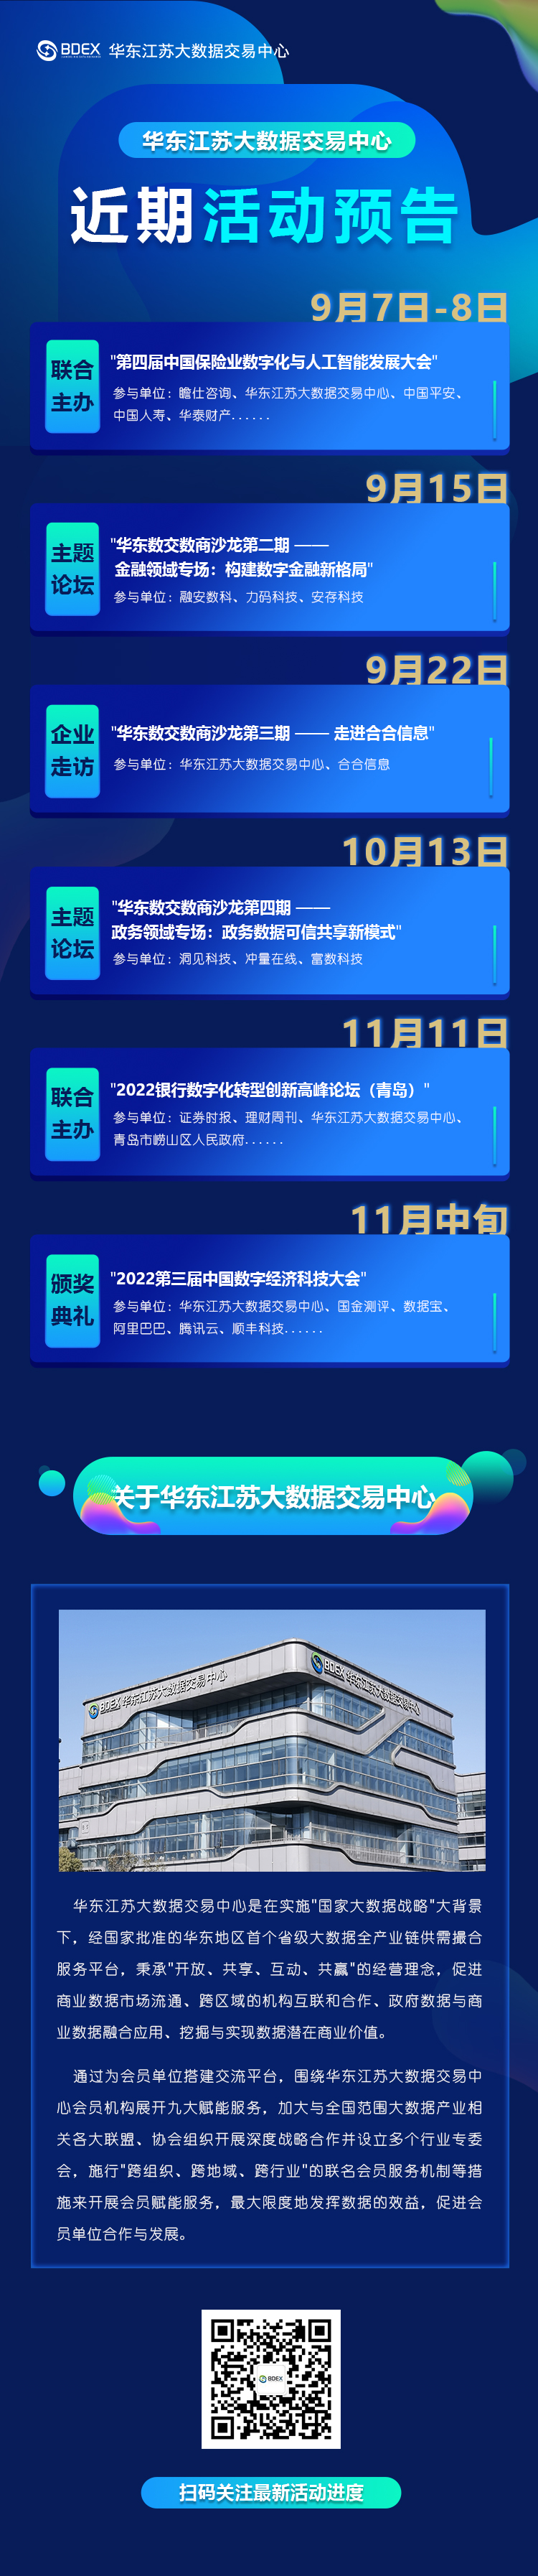 BDEX 华东江苏大数据交易中心
华东江苏大数据交易中心
近期活动预告
9月7日-8日
联合
主办
"第四届中国保险业数字化与人工智能发展大会"
参与单位：瞻仕咨询、华东江苏大数据交易中心、中国平安、
中国人寿、华泰财产......
9月15日
主题
论坛
"华东数交数商沙龙第二期 ——
金融领域专场：构建数字金融新格局"
参与单位：融安数科、力码科技、安存科技
9月22日
企业
走访
"华东数交数商沙龙第三期 —— 走进合合信息"
参与单位：华东江苏大数据交易中心、合合信息
10月13日
主题
论坛
"华东数交数商沙龙第四期 ——
政务领域专场：政务数据可信共享新模式"
参与单位：洞见科技、冲量在线、富数科技
11月11日
联合
主办
"2022银行数字化转型创新高峰论坛（青岛）"
参与单位：证券时报、理财周刊、华东江苏大数据交易中心、
青岛市崂山区人民政府......
11月中旬
颁奖
典礼
"2022第三届中国数字经济科技大会"
参与单位：华东江苏大数据交易中心、国金测评、数据宝、
阿里巴巴、腾讯云、顺丰科技......
关于华东江苏大数据交易中心
BDEX 华东江苏大数据交易中心
BDEX 华东江苏大数据交易中心
华东江苏大数据交易中心是在实施"国家大数据战略"大背景
下，经国家批准的华东地区首个省级大数据全产业链供需撮合
服务平台，秉承"开放、共享、互动、共赢"的经营理念，促进
商业数据市场流通、跨区域的机构互联和合作、政府数据与商
业数据融合应用、挖掘与实现数据潜在商业价值。
通过为会员单位搭建交流平台，围绕华东江苏大数据交易中
心会员机构展开九大赋能服务，加大与全国范围大数据产业相
关各大联盟、协会组织开展深度战略合作并设立多个行业专委
会，施行"跨组织、跨地域、跨行业"的联名会员服务机制等措
施来开展会员赋能服务，最大限度地发挥数据的效益，促进会
员单位合作与发展。
BDEX
扫码关注最新活动进度